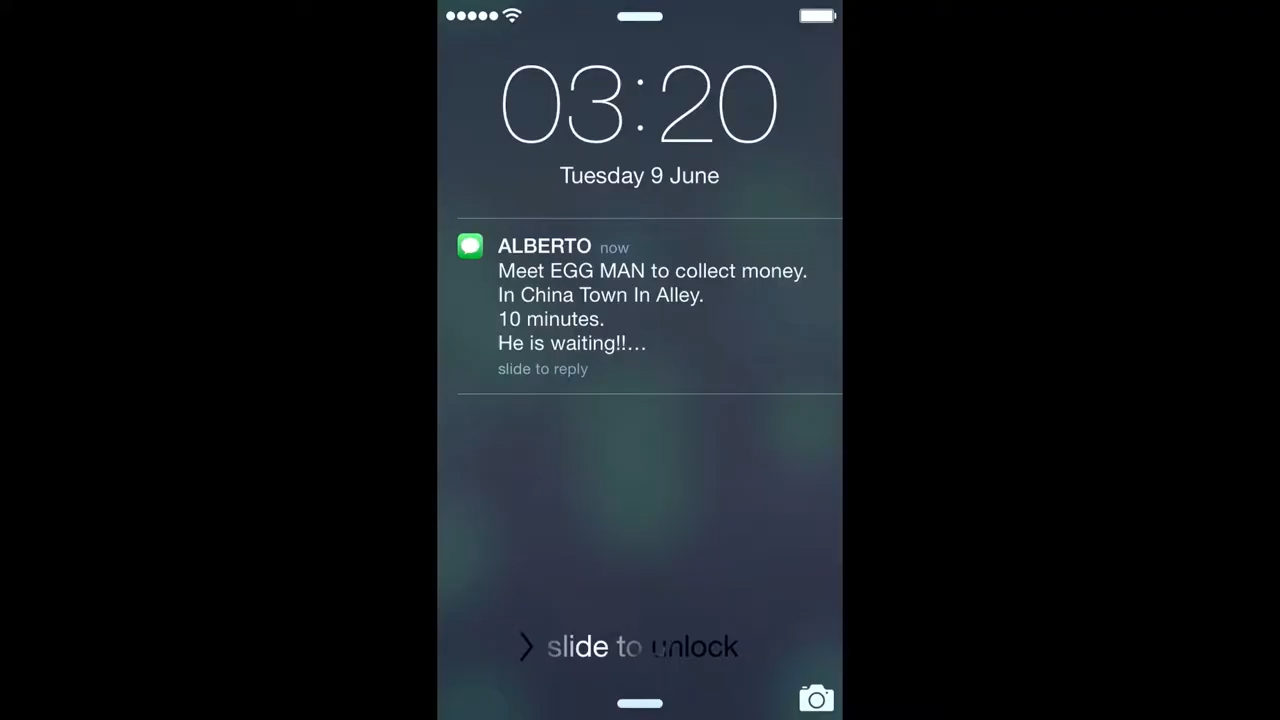 03:20
Tuesday 9 June
ALBERTO now
Meet EGG MAN to collect money.
In China Town In Alley.
10 minutes.
He is waiting!!...
slide to reply
slide to unlock